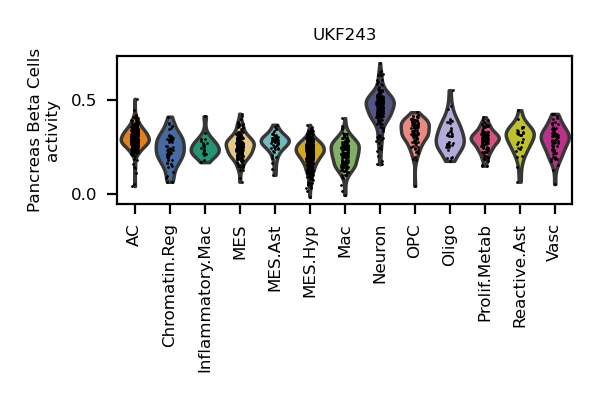 UKF243
Pancreas Beta Cells
activity
0.5
0.0
AC
Chromatin.Reg
Inflammatory.Mac
MES
MES.Ast
MES.Hyp
Mac
Neuron
OPC
Oligo
Prolif.Metab
Reactive.Ast
Vasc